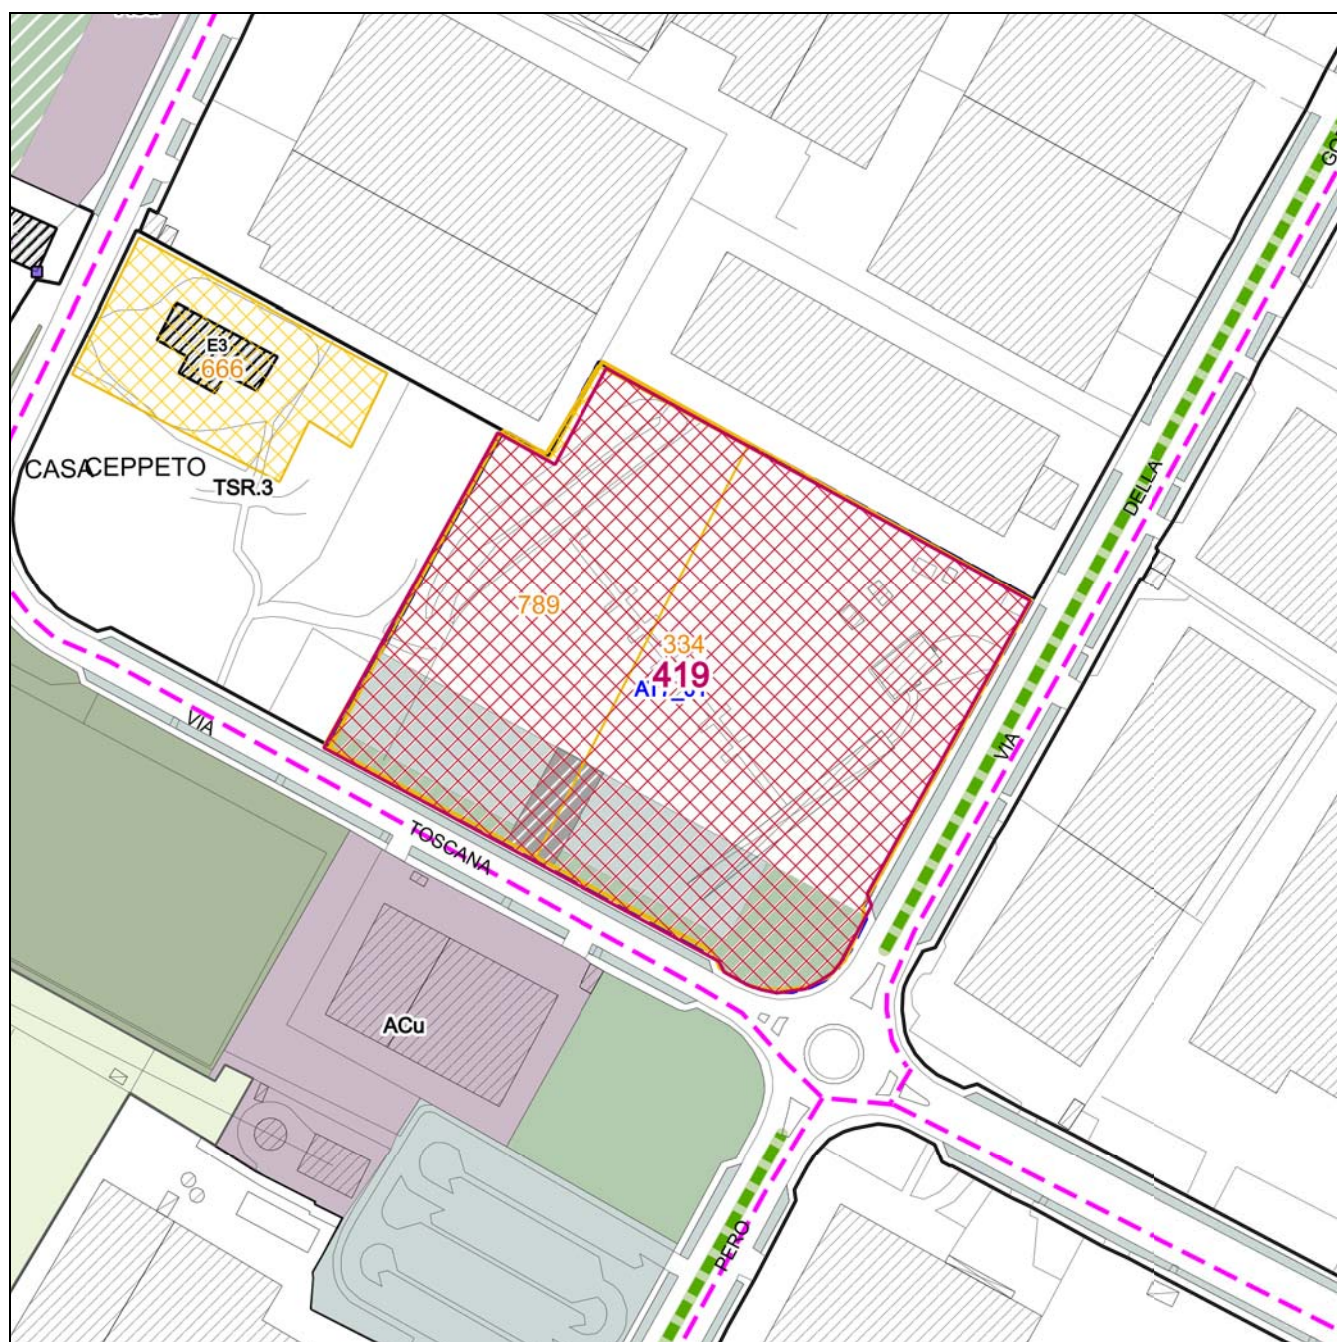 E3
666
CASA CEPPETO
TSR.3
DELLA
789
334
419
VIA
VIA
TOSCANA
ACu
PERO